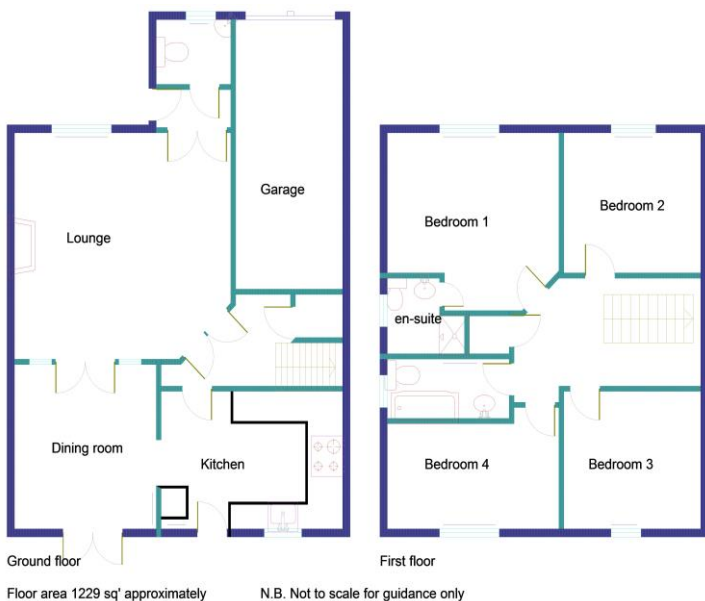 Garage
Lounge
Dining room
Kitchen
Ground floor
Bedroom 1
Bedroom 2
en-suite
Bedroom 4
Bedroom 3
First floor
Floor area 1229 sq' approximately
N.B. Not to scale for guidance only